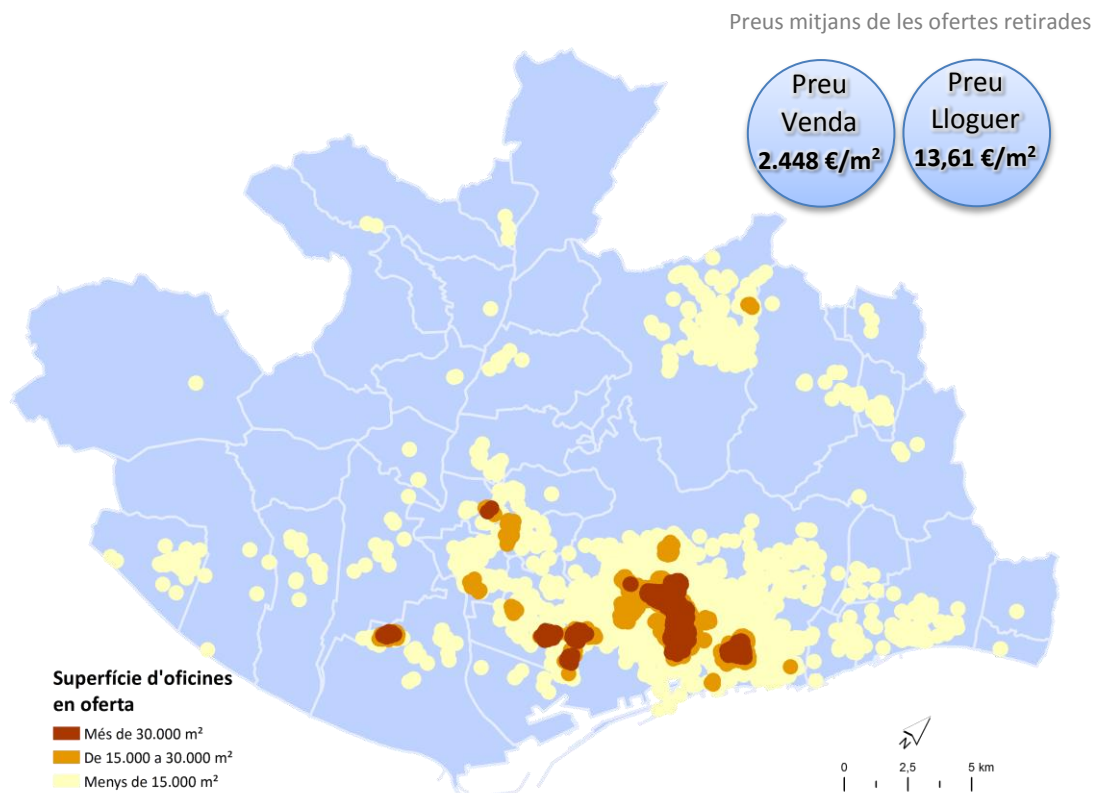 Preus mitjans de les ofertes retirades
Preu
Venda
2.448 €/m²
Preu
Lloguer
13,61 €/m²
Superfície d'oficines
en oferta
Més de 30.000 m²
De 15.000 a 30.000 m²
Menys de 15.000 m²
N
0 2,5 5 km